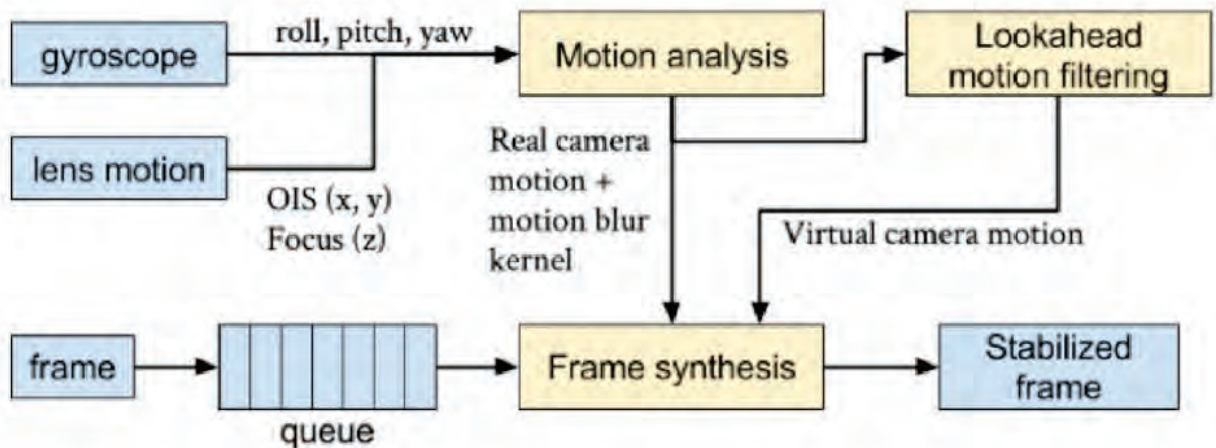 gyroscope
roll, pitch, yaw
Motion analysis
Lookahead
motion filtering
lens motion
OIS (x, y)
Focus (z)
Real camera
motion +
motion blur
kernel
Virtual camera motion
frame
queue
Frame synthesis
Stabilized
frame